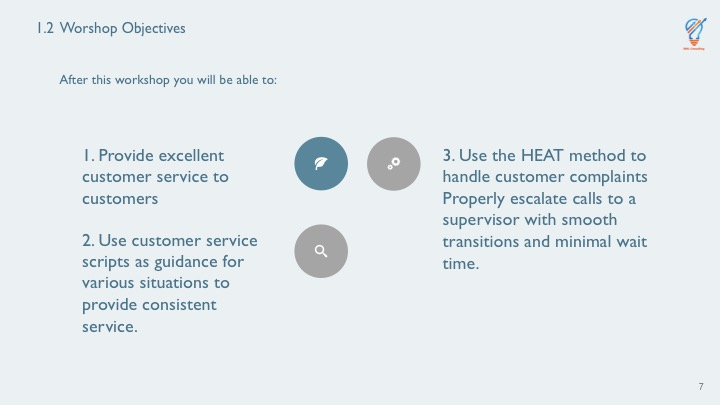 1.2 Worshop Objectives
After this workshop you will be able to:
1. Provide excellent
customer service to
customers
2. Use customer service
scripts as guidance for
various situations to
provide consistent
service.
3. Use the HEAT method to
handle customer complaints
Properly escalate calls to a
supervisor with smooth
transitions and minimal wait
time.
7